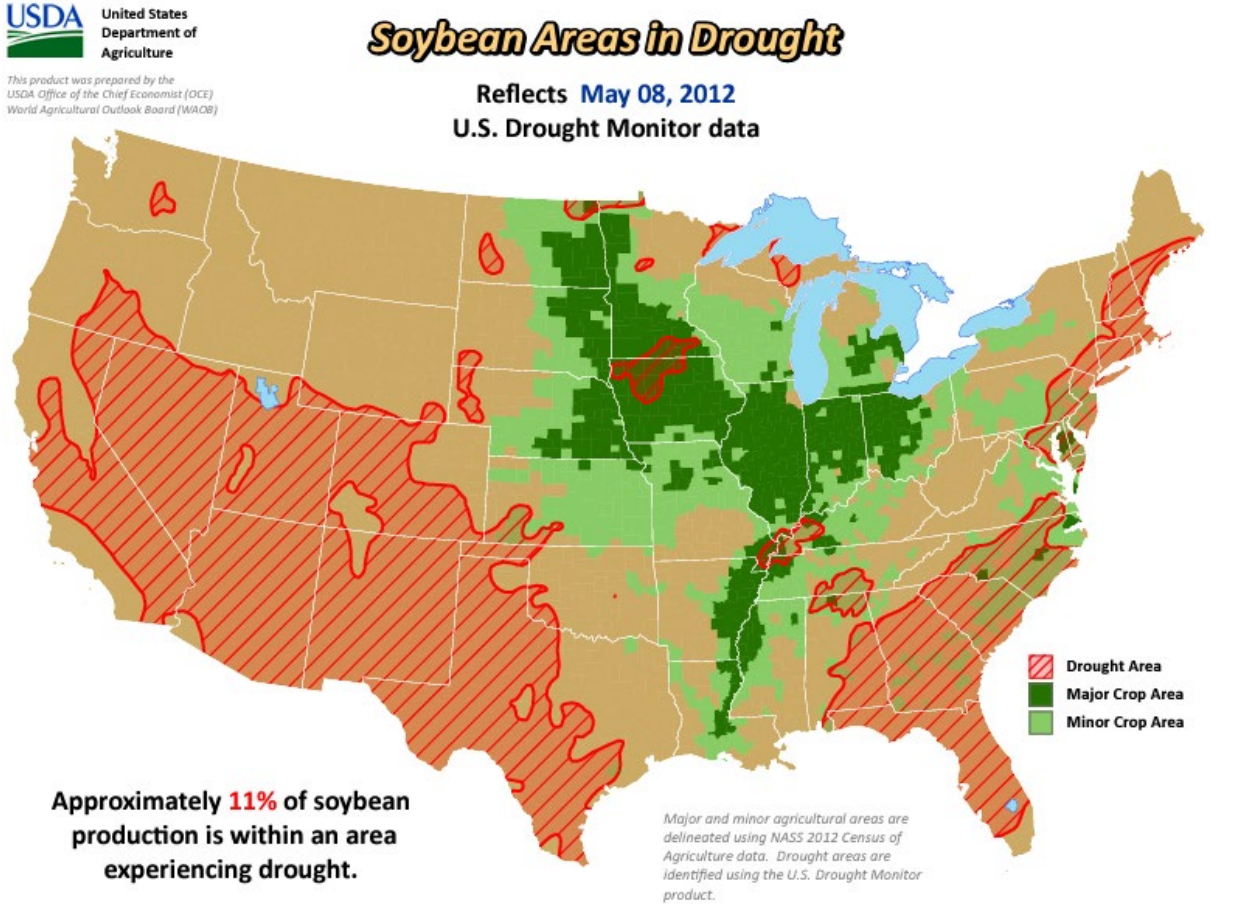 USDA
United States
Department of
Agriculture
This product was prepared by the
USDA Office of the Chief Economist (OCE)
World Agricultural Outlook Board (WAOB)
Soybean Areas in Drought
Reflects May 08, 2012
U.S. Drought Monitor data
Drought Area
Major Crop Area
Minor Crop Area
Approximately 11% of soybean
production is within an area
experiencing drought.
Major and minor agricultural areas are
delineated using NASS 2012 Census of
Agriculture data. Drought areas are
identified using the U.S. Drought Monitor
product.